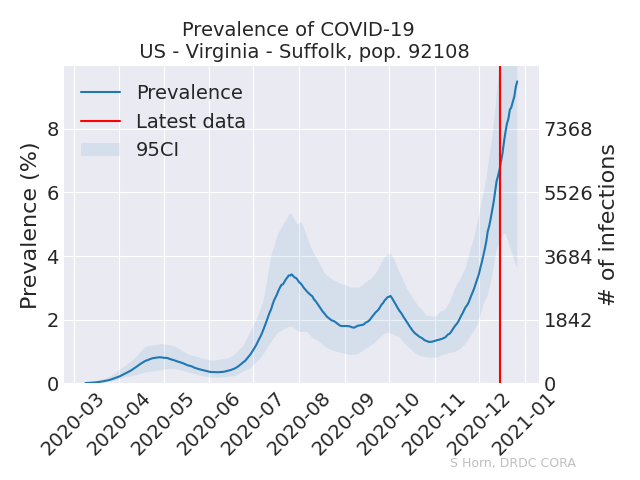 Prevalence of COVID-19
US - Virginia - Suffolk, pop. 92108
Prevalence
Latest data
95CI
Prevalence (%)
8
6
4
2
0
7368
5526
3684
1842
0
# of infections
2020-03
2020-04
2020-05
2020-06
2020-07
2020-08
2020-09
2020-10
2020-11
2020-12
2021-01
S Horn, DRDC CORA